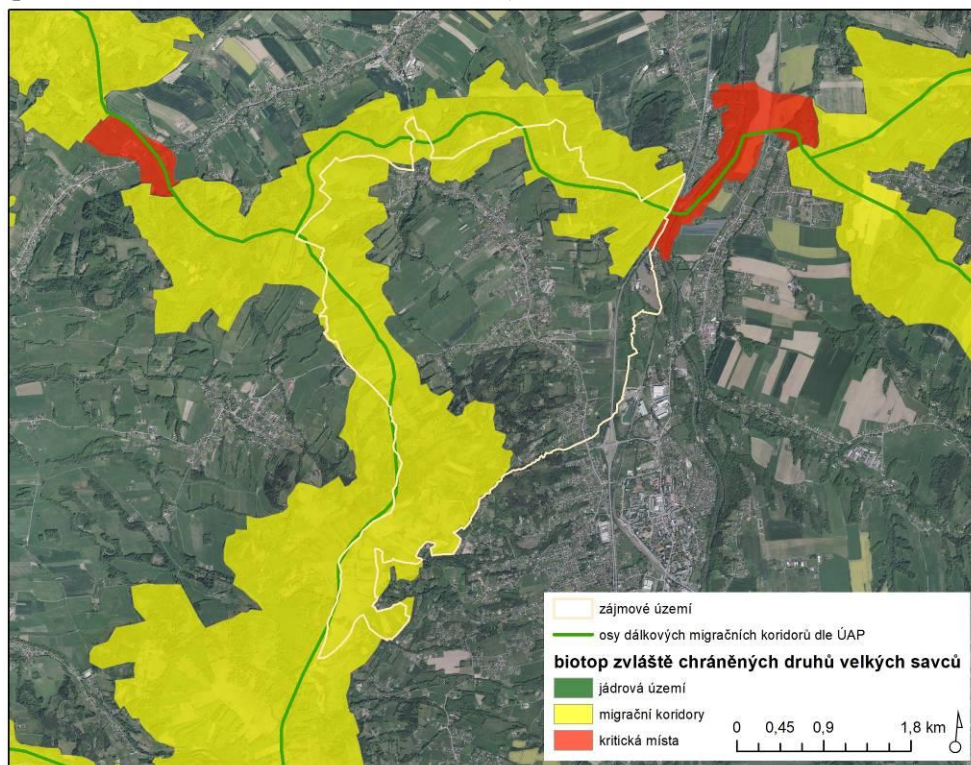 zájmové území
osy dálkových migračních koridorů dle ÚAP
biotop zvláště chráněných druhů velkých savců
jádrová území
migrační koridory
kritická místa
0 0,45 0,9 1,8 km